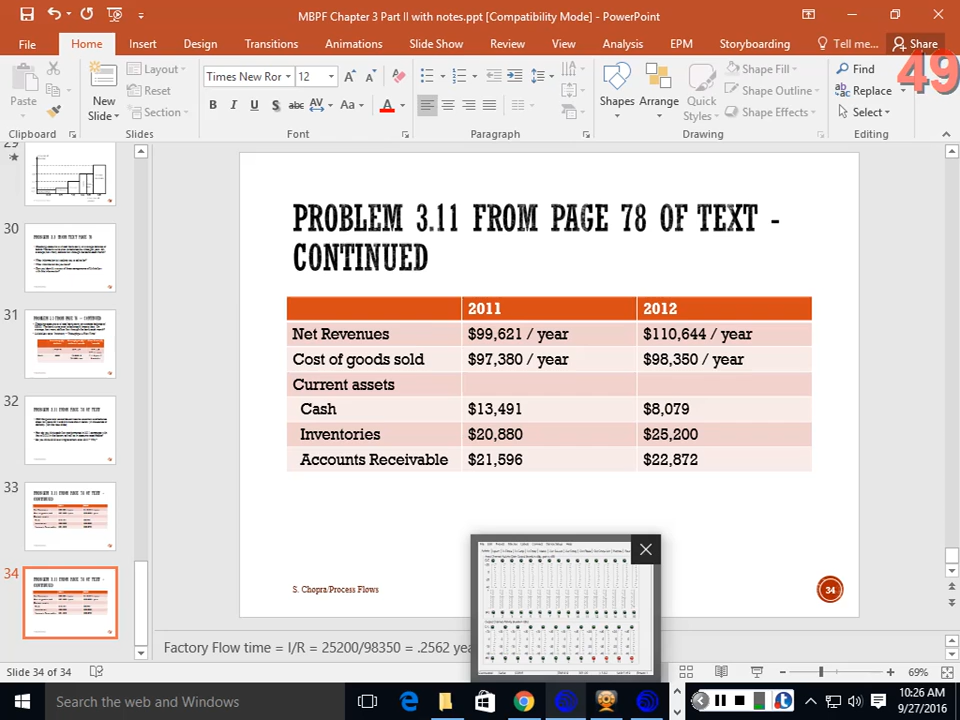 MBPF Chapter 3 Part II with notes.ppt [Compatibility Mode] - PowerPoint
File Home Insert Design Transitions Animations Slide Show Review View Analysis EPM Storyboarding Tell me... Share
49
Paste
Clipboard
New Slide
Layout
Reset
Section
Slides
Times New Ror 12
B I U S abc AV Aa A
Font
Paragraph
Shapes Arrange Quick Styles
Shape Fill
Shape Outline
Shape Effects
Drawing
Find
Replace
Select
Editing
29
30
31
32
33
34
PROBLEM 3.11 FROM PAGE 78 OF TEXT -
CONTINUED
2011 2012
Net Revenues $99,621 / year $110,644 / year
Cost of goods sold $97,380 / year $98,350 / year
Current assets
Cash $13,491 $8,079
Inventories $20,880 $25,200
Accounts Receivable $21,596 $22,872
S. Chopra/Process Flows
34
Factory Flow time = I/R = 25200/98350 = .2562 yea
Slide 34 of 34
69%
Search the web and Windows
10:26 AM
9/27/2016